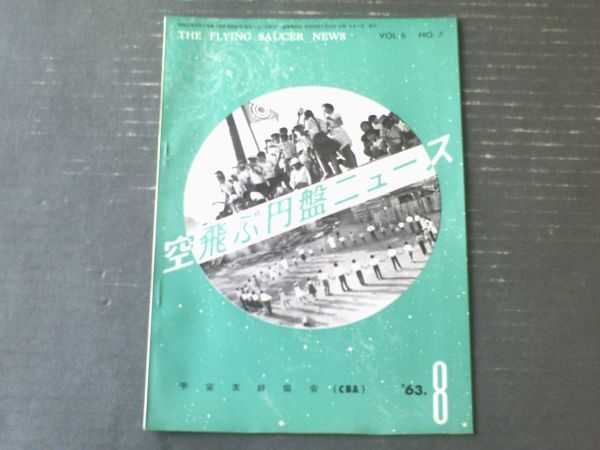 THE FLYING SAUCER NEWS VOL.6 NO.7
空飛ぶ円盤ニュース
宇宙友好協会 (CBA) '63. 8